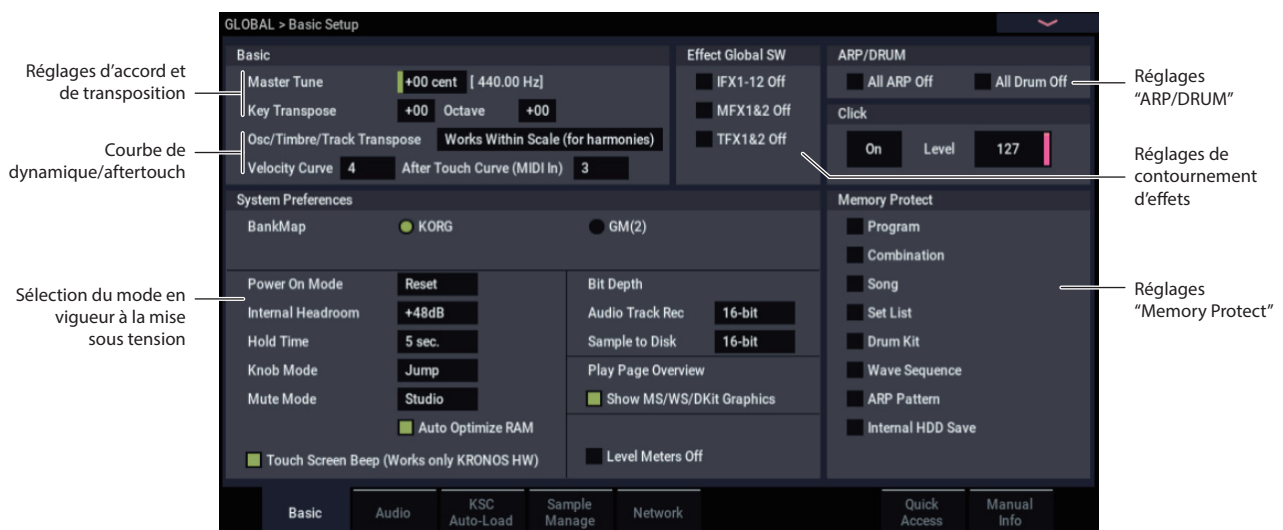 GLOBAL > Basic Setup
Réglages d'accord et
de transposition
Courbe de
dynamique/aftertouch
Sélection du mode en
vigueur à la mise
sous tension
Basic
Master Tune +00 cent [ 440.00 Hz]
Key Transpose +00 Octave +00
Osc/Timbre/Track Transpose Works Within Scale (for harmonies)
Velocity Curve 4 After Touch Curve (MIDI In) 3
Effect Global SW
IFX1-12 Off
MFX1&2 Off
TFX1&2 Off
ARP/DRUM
All ARP Off All Drum Off
Click
On Level 127
System Preferences
BankMap KORG GM(2)
Power On Mode Reset
Internal Headroom +48dB
Hold Time 5 sec.
Knob Mode Jump
Mute Mode Studio
Auto Optimize RAM
Touch Screen Beep (Works only KRONOS HW)
Bit Depth
Audio Track Rec 16-bit
Sample to Disk 16-bit
Play Page Overview
Show MS/WS/DKit Graphics
Level Meters Off
Memory Protect
Program
Combination
Song
Set List
Drum Kit
Wave Sequence
ARP Pattern
Internal HDD Save
Réglages
"ARP/DRUM"
Réglages de
contournement
d'effets
Réglages
"Memory Protect"
Basic
Audio
KSC
Auto-Load
Sample
Manage
Network
Quick
Access
Manual
Info